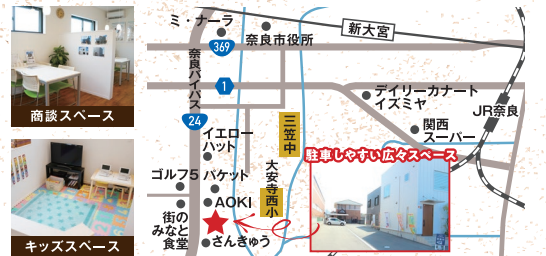 商談スペース
キッズスペース
ミ・ナーラ
369
奈良市役所
新大宮
奈良バイパス
1
24
デイリーカナート
イズミヤ
JR奈良
関西
スーパー
三笠中
イエロー
ハット
大安寺西小
駐車しやすい広々スペース
ゴルフ5
パケット
AOKI
街の
みなと
食堂
さんきゅう